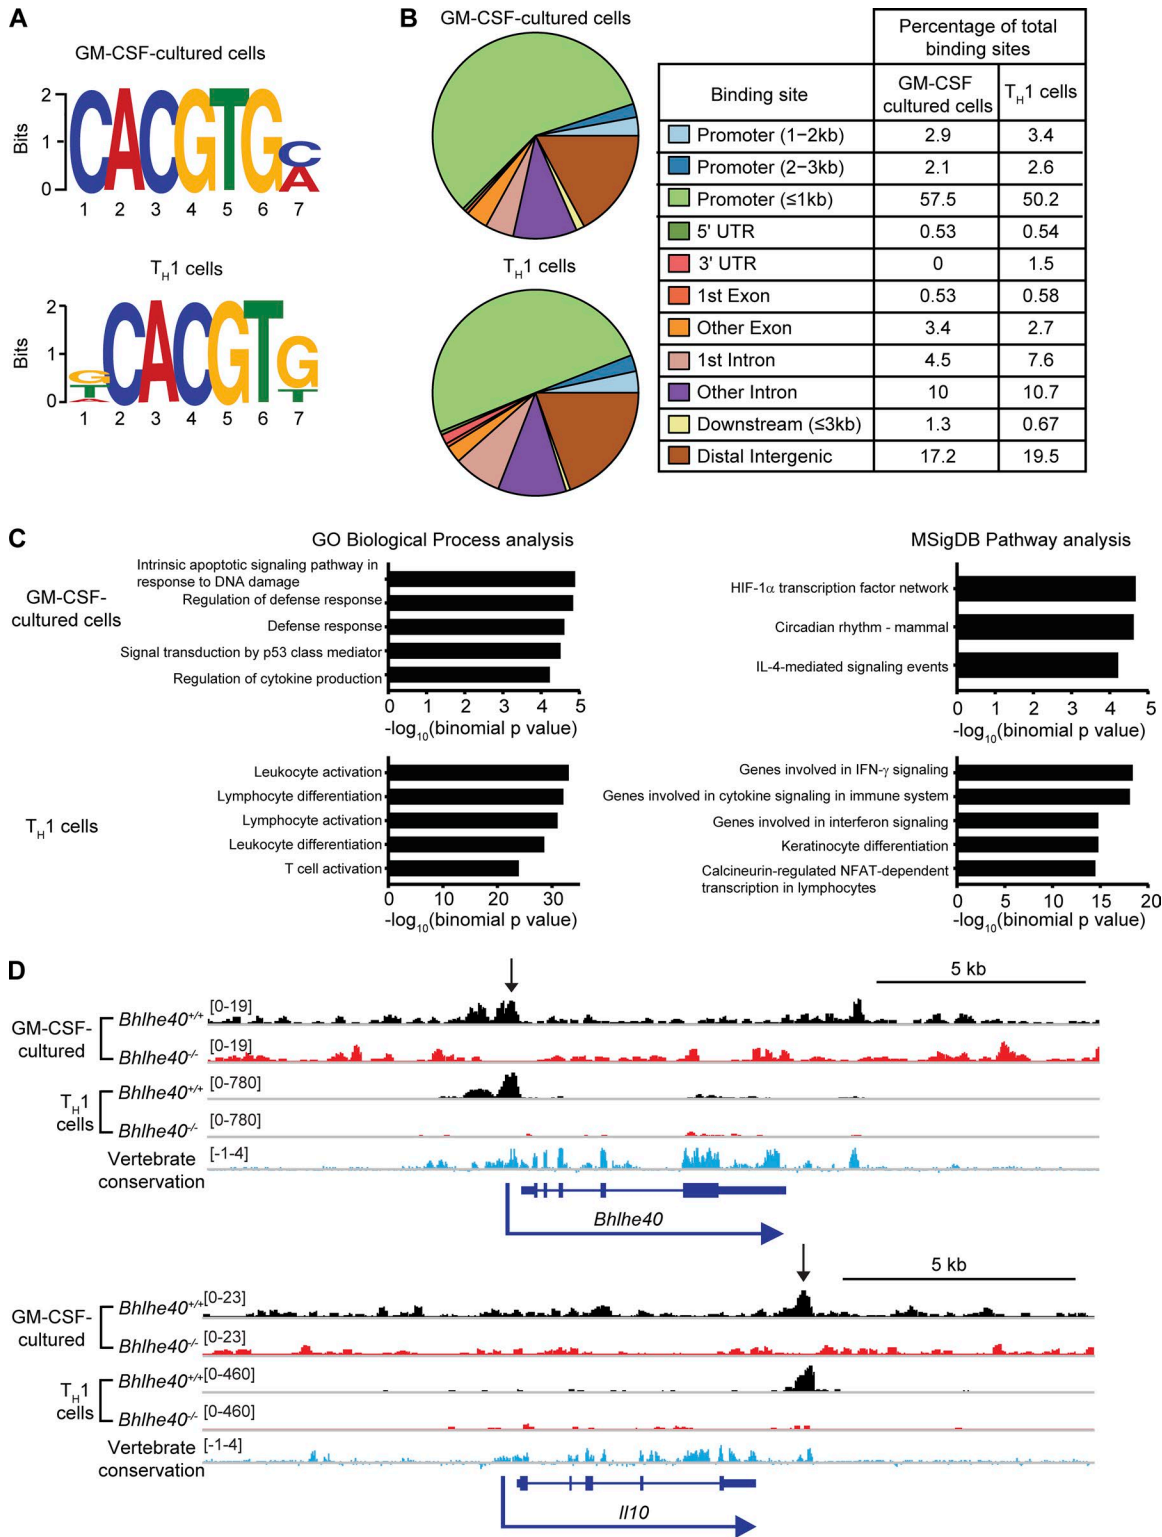 A
GM-CSF-cultured cells
Bits
2
1
0
CACGTGC
A
1 2 3 4 5 6 7
TH1 cells
Bits
2
1
0
GCACGTG
T T
A
1 2 3 4 5 6 7
B
GM-CSF-cultured cells
TH1 cells
Percentage of total
binding sites
Binding site
GM-CSF
cultured cells
TH1 cells
Promoter (1−2kb) 2.9 3.4
Promoter (2−3kb) 2.1 2.6
Promoter (≤1kb) 57.5 50.2
5' UTR 0.53 0.54
3' UTR 0 1.5
1st Exon 0.53 0.58
Other Exon 3.4 2.7
1st Intron 4.5 7.6
Other Intron 10 10.7
Downstream (≤3kb) 1.3 0.67
Distal Intergenic 17.2 19.5
C
GO Biological Process analysis
GM-CSF-
cultured cells
Intrinsic apoptotic signaling pathway in
response to DNA damage
Regulation of defense response
Defense response
Signal transduction by p53 class mediator
Regulation of cytokine production
0 1 2 3 4 5
-log10(binomial p value)
MSigDB Pathway analysis
HIF-1α transcription factor network
Circadian rhythm - mammal
IL-4-mediated signaling events
0 1 2 3 4 5
-log10(binomial p value)
TH1 cells
Leukocyte activation
Lymphocyte differentiation
Lymphocyte activation
Leukocyte differentiation
T cell activation
0 10 20 30
-log10(binomial p value)
Genes involved in IFN-γ signaling
Genes involved in cytokine signaling in immune system
Genes involved in interferon signaling
Keratinocyte differentiation
Calcineurin-regulated NFAT-dependent
transcription in lymphocytes
0 5 10 15 20
-log10(binomial p value)
D
5 kb
GM-CSF-
cultured
Bhlhe40+/+ [0-19]
Bhlhe40-/- [0-19]
TH1
cells
Bhlhe40+/+ [0-780]
Bhlhe40-/- [0-780]
Vertebrate
conservation
[-1-4]
Bhlhe40
5 kb
GM-CSF-
cultured
Bhlhe40+/+ [0-23]
Bhlhe40-/- [0-23]
TH1
cells
Bhlhe40+/+ [0-460]
Bhlhe40-/- [0-460]
Vertebrate
conservation
[-1-4]
Il10